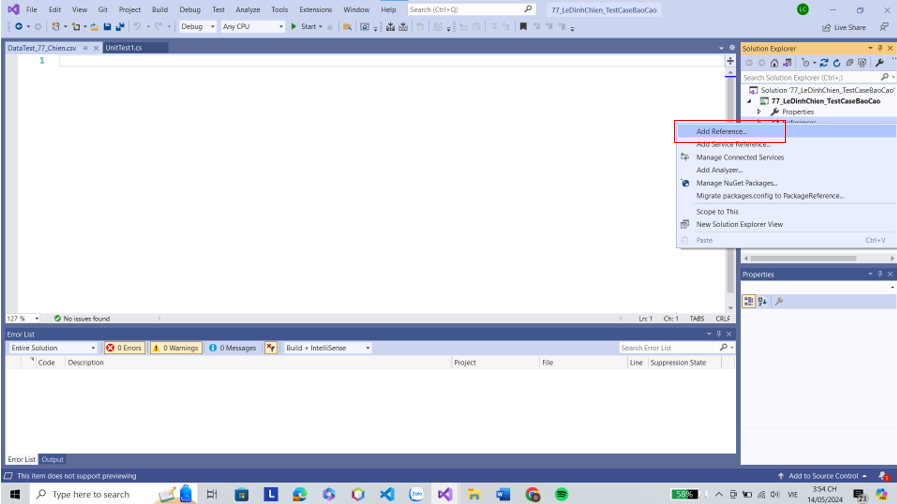 File Edit View Git Project Build Debug Test Analyze Tools Extensions Window Help Search (Ctrl+Q) 77_LeDinhChien_TestCaseBaoCao LC
Debug Any CPU Start Live Share
DataTest_77_Chien.csv UnitTest1.cs
1
Solution Explorer
Search Solution Explorer (Ctrl+;)
Solution '77_LeDinhChien_TestCaseBaoCao'
77_LeDinhChien_TestCaseBaoCao
Properties
References
Add Reference...
Add Service Reference...
Manage Connected Services
Add Analyzer...
Manage NuGet Packages...
Migrate packages.config to PackageReference...
Scope to This
New Solution Explorer View
Paste Ctrl+V
Properties
127 % No issues found Ln: 1 Ch: 1 TABS CRLF
Error List
Entire Solution 0 Errors 0 Warnings 0 Messages Build + IntelliSense Search Error List
Code Description Project File Line Suppression State
Error List Output
This item does not support previewing Add to Source Control 1
Type here to search L Zalo 58% VIE 3:54 CH 14/05/2024 23